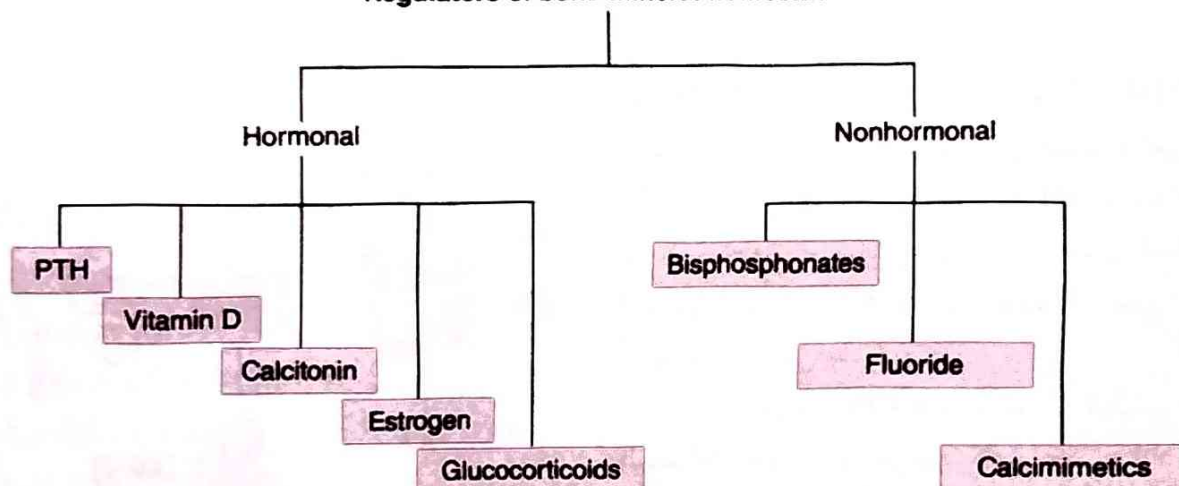 Hormonal
Nonhormonal
PTH
Bisphosphonates
Vitamin D
Calcitonin
Fluoride
Estrogen
Glucocorticoids
Calcimimetics